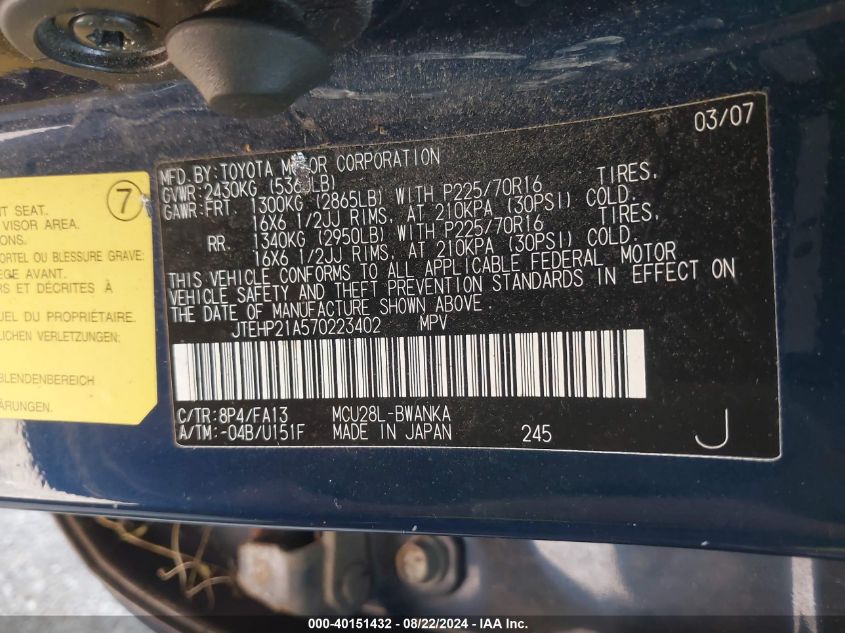 03/07
MFD. BY: TOYOTA MOTOR CORPORATION
GVWR: 2430KG
GAWR: FRT 1300KG (2865LB) WITH P225/70R16 TIRES,
16X6 1/2JJ RIMS, AT 210KPA (30PSI) COLD.
RR. 1340KG (2950LB) WITH P225/70R16 TIRES,
16X6 1/2JJ RIMS, AT 210KPA (30PSI) COLD.
THIS VEHICLE CONFORMS TO ALL APPLICABLE FEDERAL MOTOR
VEHICLE SAFETY AND THEFT PREVENTION STANDARDS IN EFFECT ON
THE DATE OF MANUFACTURE SHOWN ABOVE.
JTEHP21A570223402 MPV
C/TR: 8P4/FA13 MCU28L-BWANKA
A/TM: -04B/U151F MADE IN JAPAN 245 J
7
SEAT.
VISOR AREA.
ORTEL OU BLESSURE GRAVE:
EGE AVANT.
ERS ET DÉCRITES À
UEL DU PROPRIÉTAIRE.
VERLETZUNGEN:
BLENDENBEREICH
000-40151432 - 08/22/2024 - IAA Inc.